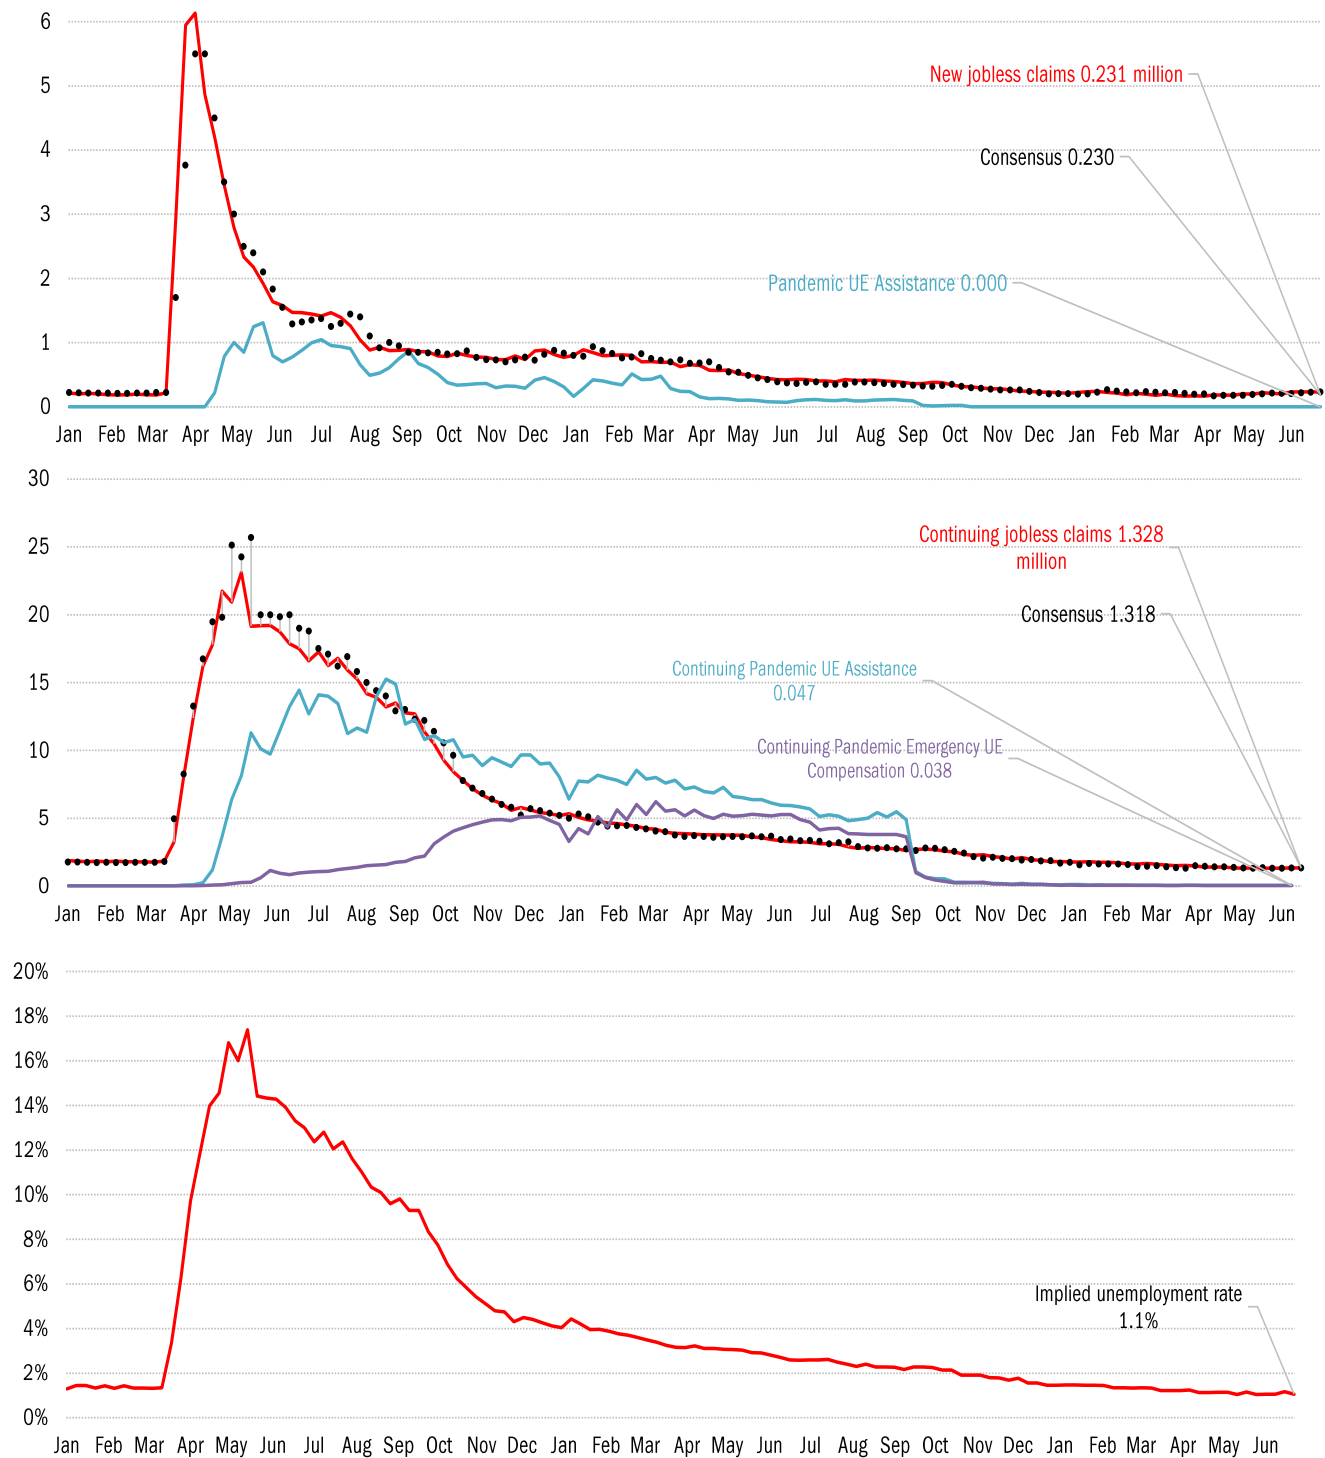 6
New jobless claims 0.231 million
5
4
Consensus 0.230
3
2
Pandemic UE Assistance 0.000
1
0
Jan Feb Mar Apr May Jun Jul Aug Sep Oct Nov Dec Jan Feb Mar Apr May Jun Jul Aug Sep Oct Nov Dec Jan Feb Mar Apr May Jun
30
25
Continuing jobless claims 1.328
million
20
Consensus 1.318
15
Continuing Pandemic UE Assistance
0.047
10
Continuing Pandemic Emergency UE
Compensation 0.038
5
0
Jan Feb Mar Apr May Jun Jul Aug Sep Oct Nov Dec Jan Feb Mar Apr May Jun Jul Aug Sep Oct Nov Dec Jan Feb Mar Apr May Jun
20%
18%
16%
14%
12%
10%
8%
6%
Implied unemployment rate
1.1%
4%
2%
0%
Jan Feb Mar Apr May Jun Jul Aug Sep Oct Nov Dec Jan Feb Mar Apr May Jun Jul Aug Sep Oct Nov Dec Jan Feb Mar Apr May Jun